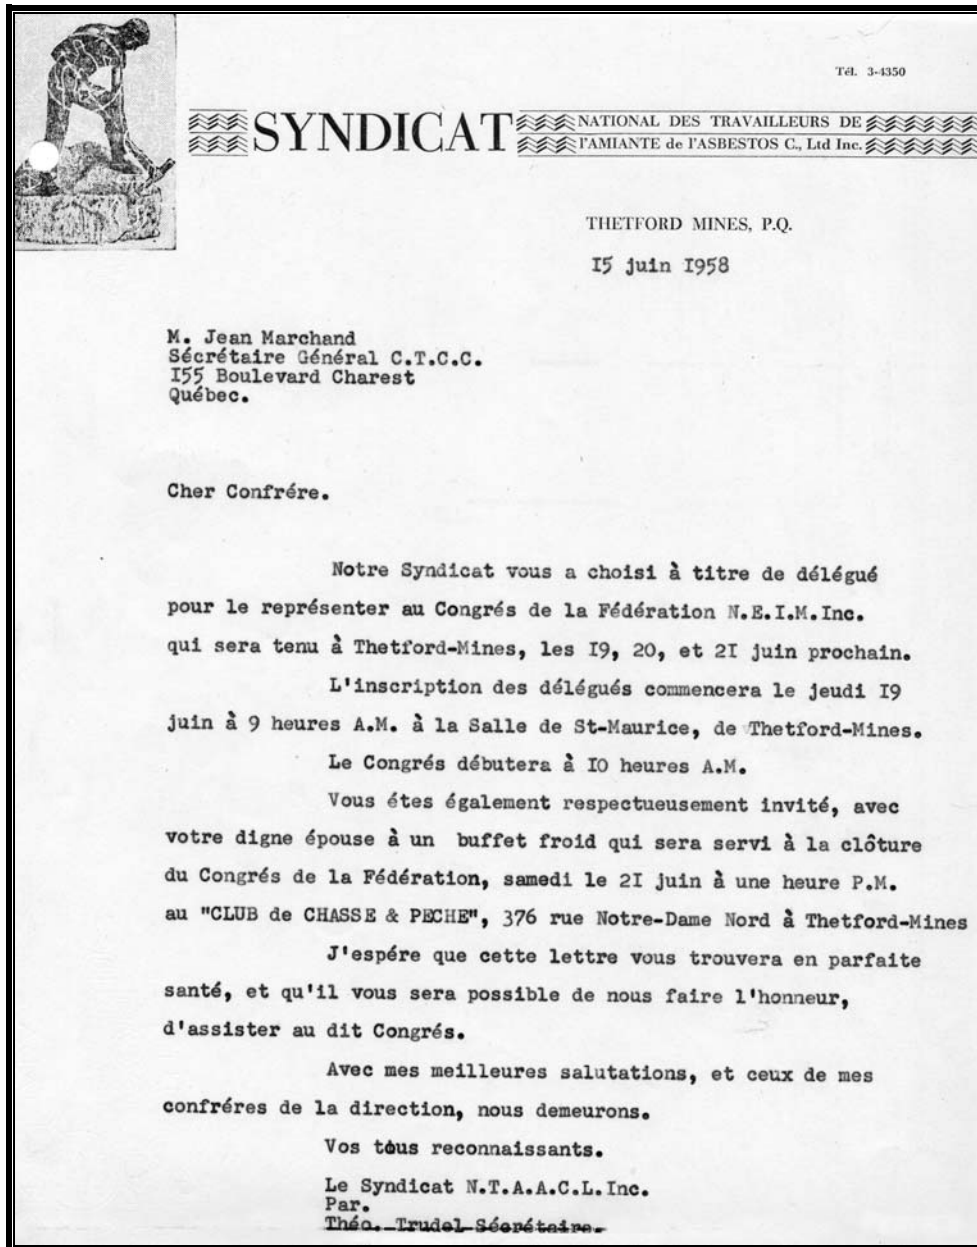 Tél. 3-4350
SYNDICAT NATIONAL DES TRAVAILLEURS DE
l'AMIANTE de l'ASBESTOS C., Ltd Inc.
THETFORD MINES, P.Q.
I5 juin I958
M. Jean Marchand
Sécrétaire Général C.T.C.C.
I55 Boulevard Charest
Québec.
Cher Confrére.
Notre Syndicat vous a choisi à titre de délégué
pour le représenter au Congrés de la Fédération N.E.I.M.Inc.
qui sera tenu à Thetford-Mines, les I9, 20, et 2I juin prochain.
L'inscription des délégués commencera le jeudi I9
juin à 9 heures A.M. à la Salle de St-Maurice, de Thetford-Mines.
Le Congrés débutera à IO heures A.M.
Vous étes également respectueusement invité, avec
votre digne épouse à un buffet froid qui sera servi à la clôture
du Congrés de la Fédération, samedi le 2I juin à une heure P.M.
au "CLUB de CHASSE & PECHE", 376 rue Notre-Dame Nord à Thetford-Mines
J'espére que cette lettre vous trouvera en parfaite
santé, et qu'il vous sera possible de nous faire l'honneur,
d'assister au dit Congrés.
Avec mes meilleures salutations, et ceux de mes
confréres de la direction, nous demeurons.
Vos tous reconnaissants.
Le Syndicat N.T.A.A.C.L.Inc.
Par.
Théo. Trudel Sécrétaire.